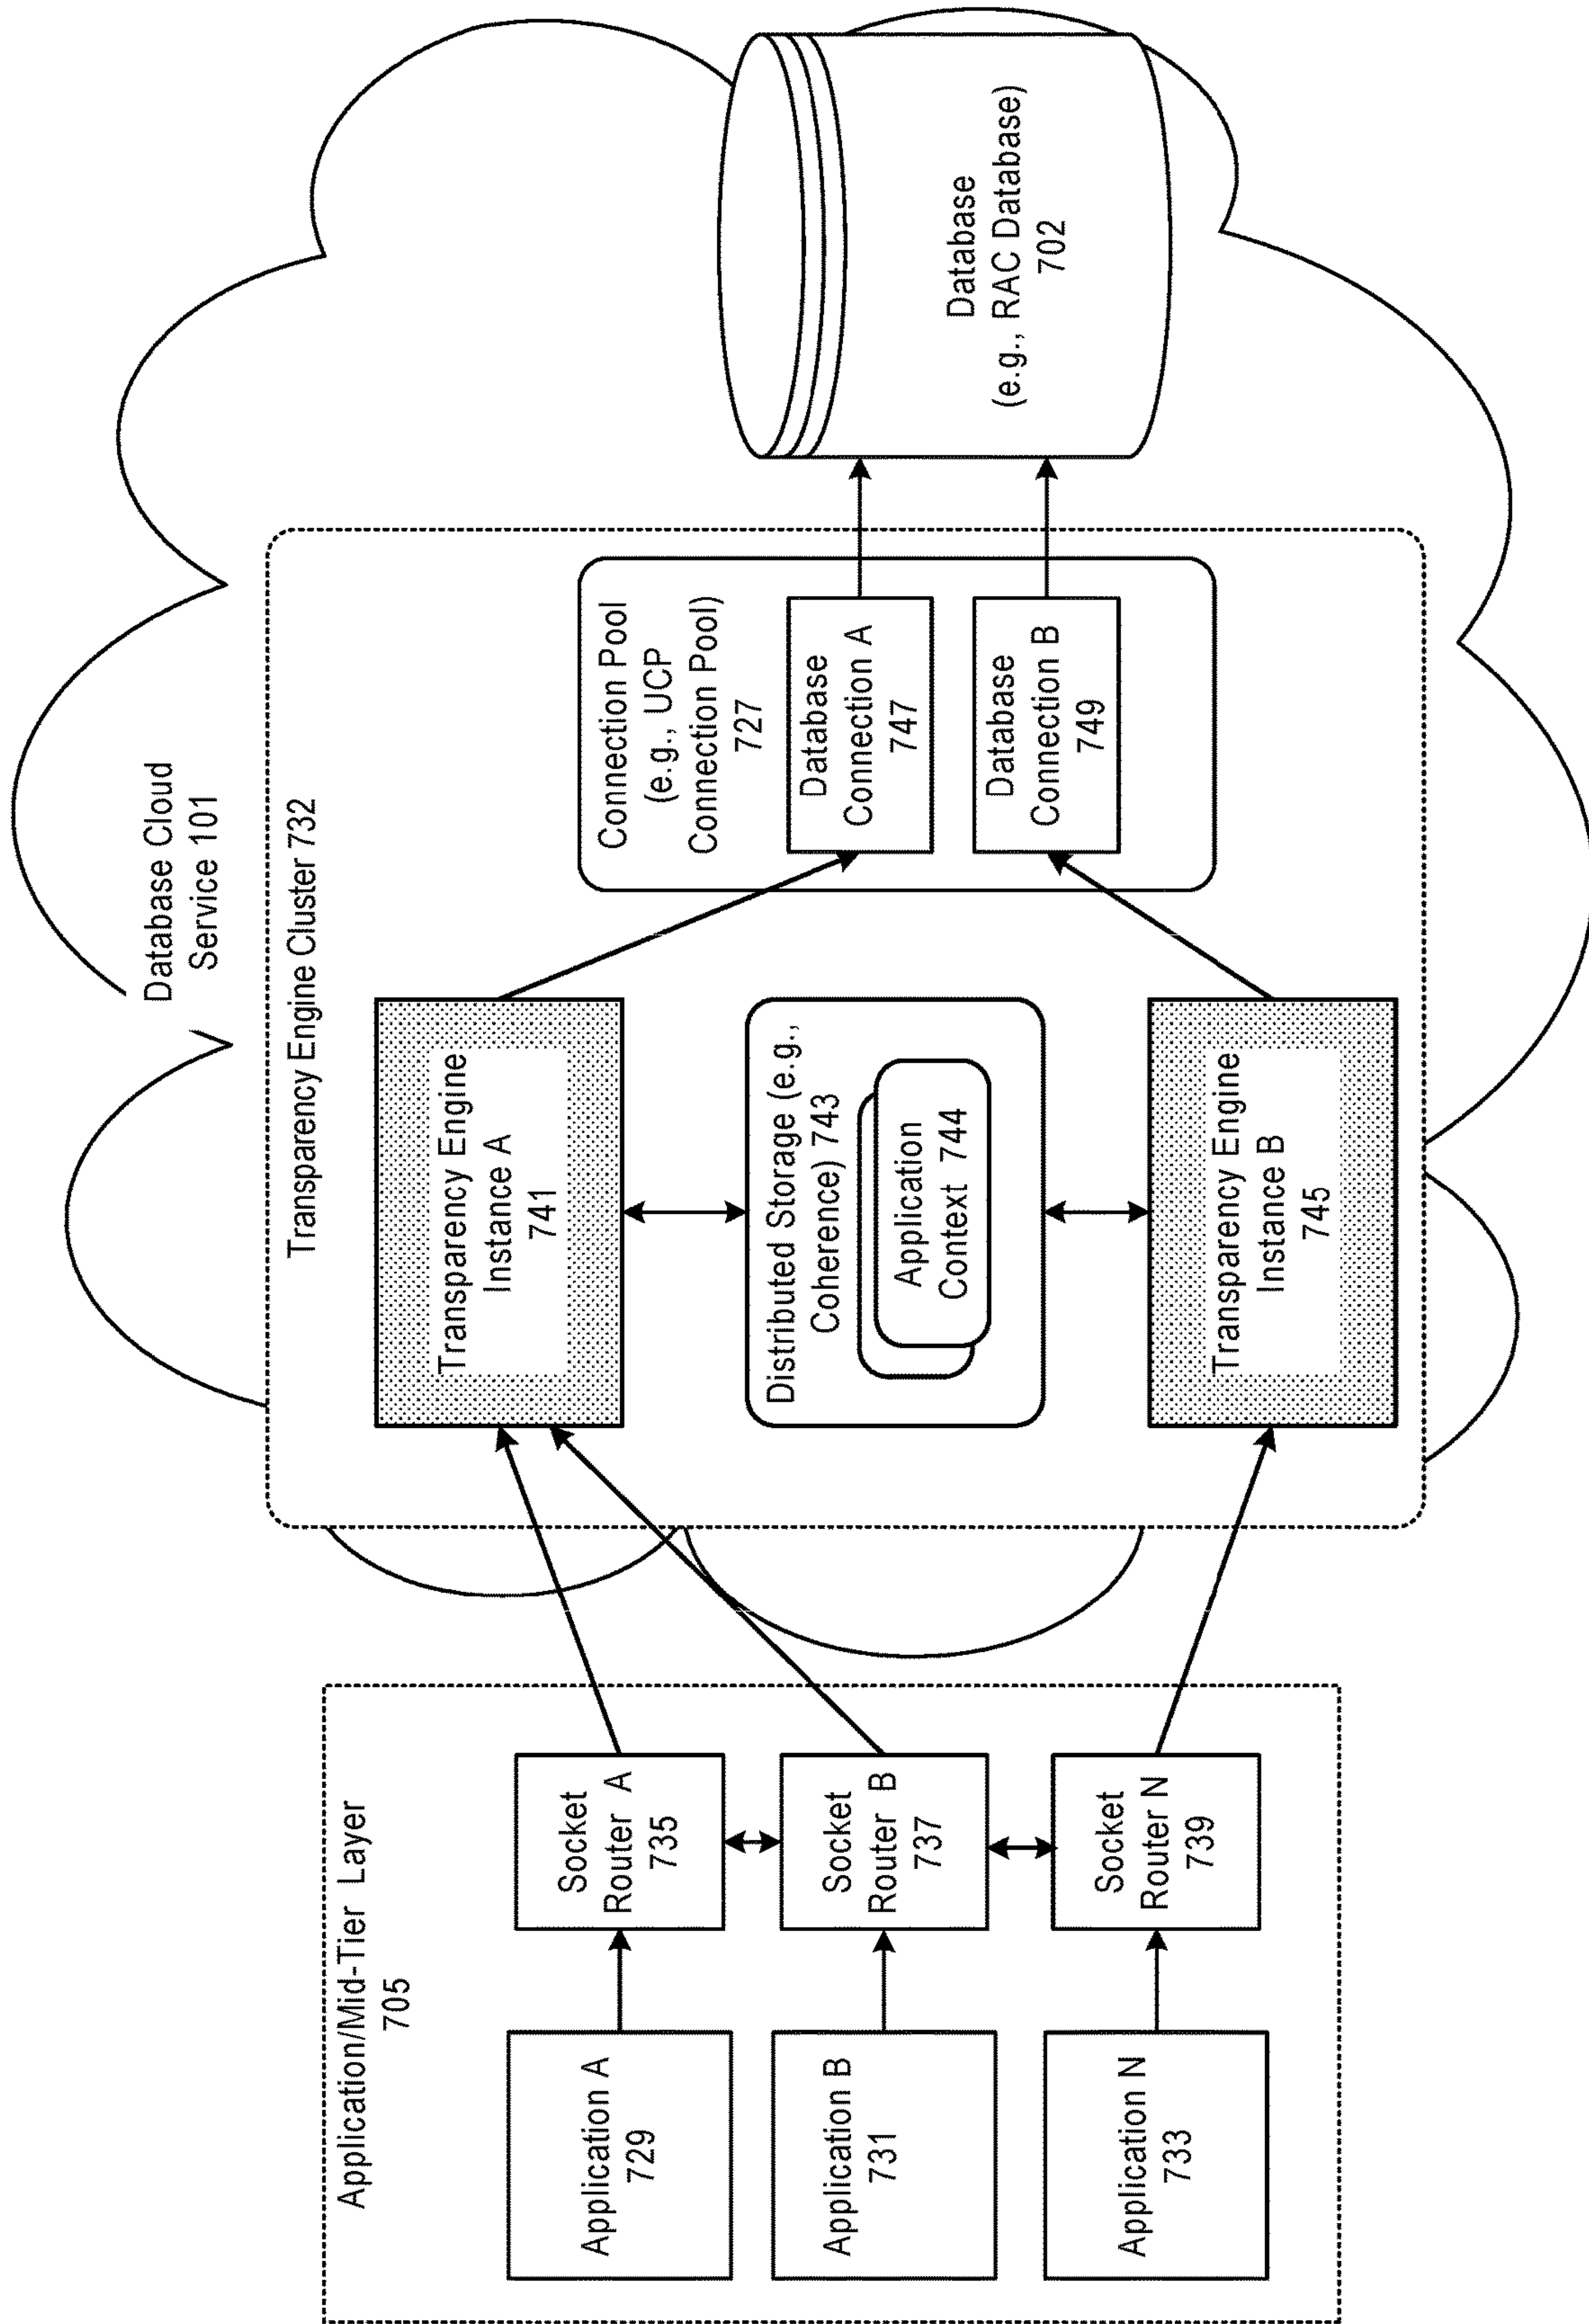 Application/Mid-Tier Layer
705
Application A
729
Application B
731
Application N
733
Socket
Router A
735
Socket
Router B
737
Socket
Router N
739
Database Cloud
Service 101
Transparency Engine Cluster 732
Transparency Engine
Instance A
741
Distributed Storage (e.g.,
Coherence) 743
Application
Context 744
Transparency Engine
Instance B
745
Connection Pool
(e.g., UCP
Connection Pool)
727
Database
Connection A
747
Database
Connection B
749
Database
(e.g., RAC Database)
702